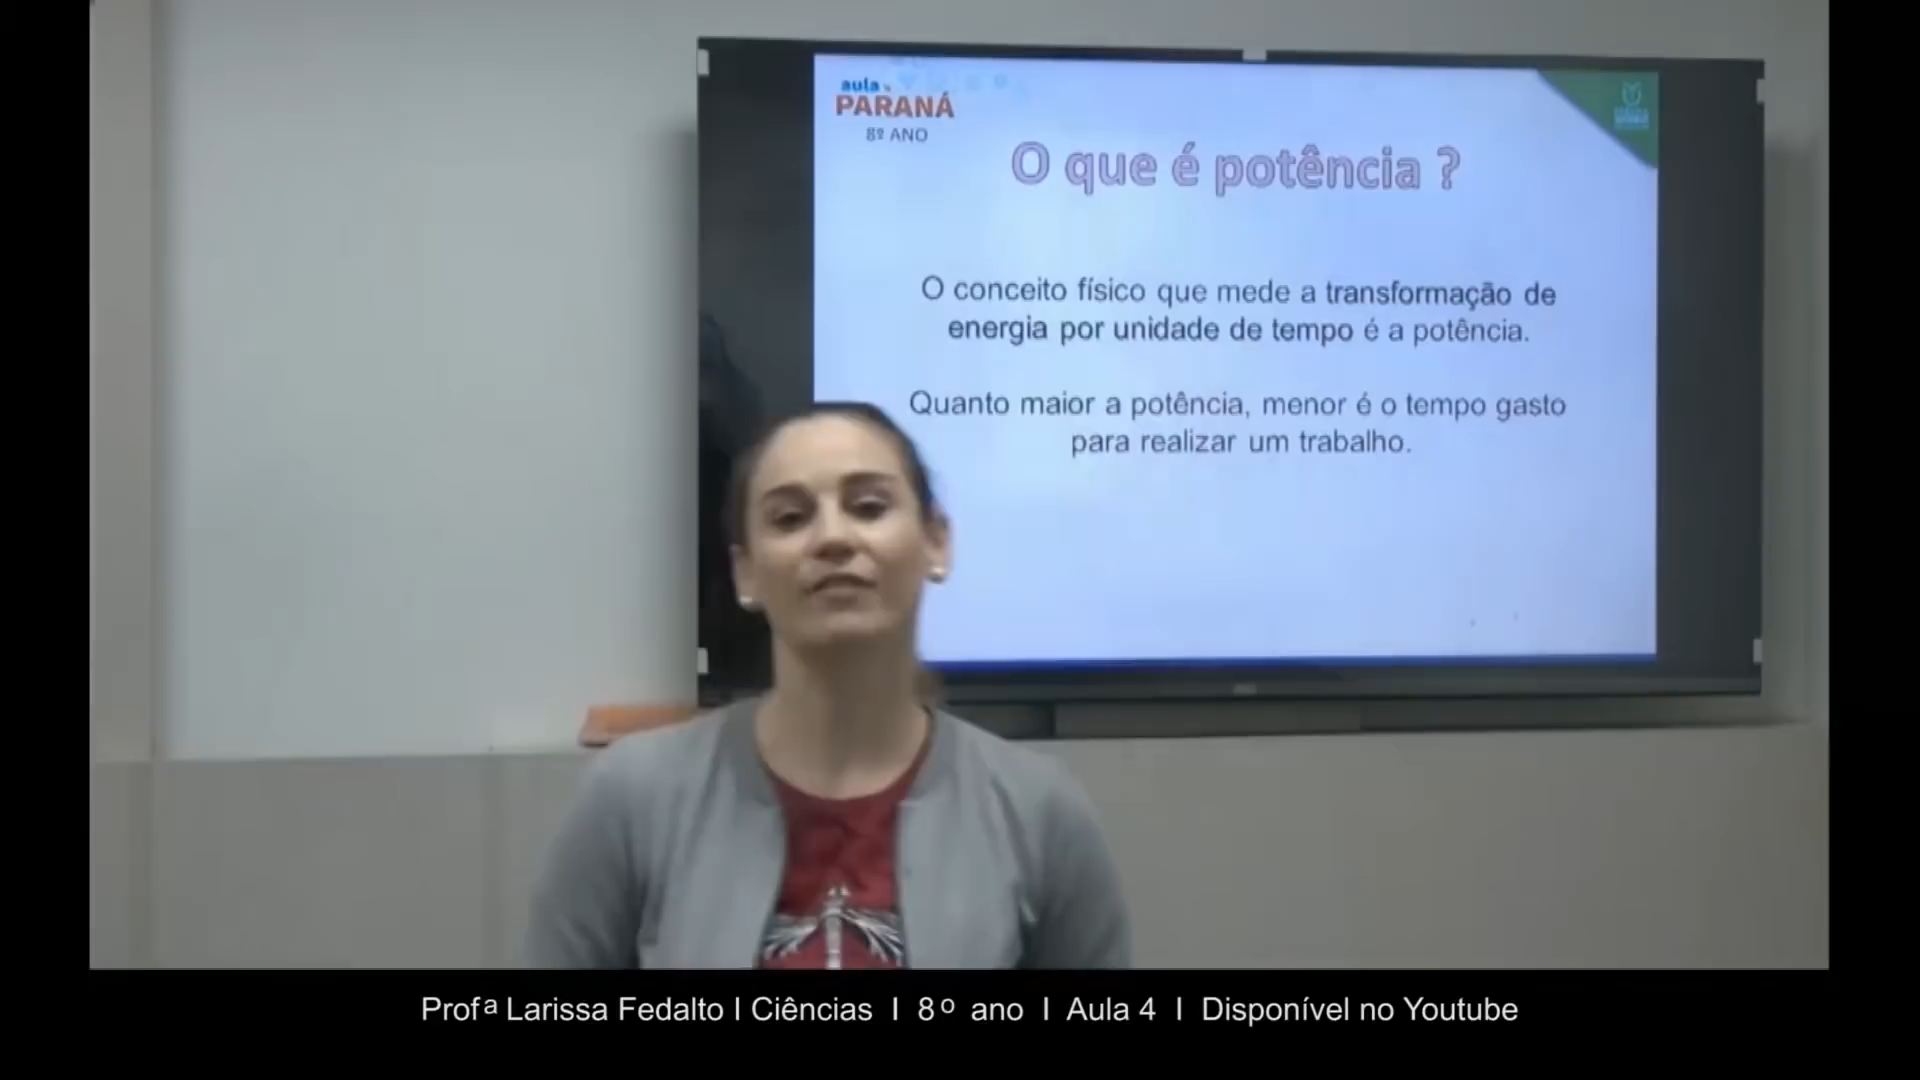 aula
PARANÁ
8º ANO
O que é potência ?
O conceito físico que mede a transformação de
energia por unidade de tempo é a potência.
Quanto maior a potência, menor é o tempo gasto
para realizar um trabalho.
Profª Larissa Fedalto I Ciências I 8º ano I Aula 4 I Disponível no Youtube